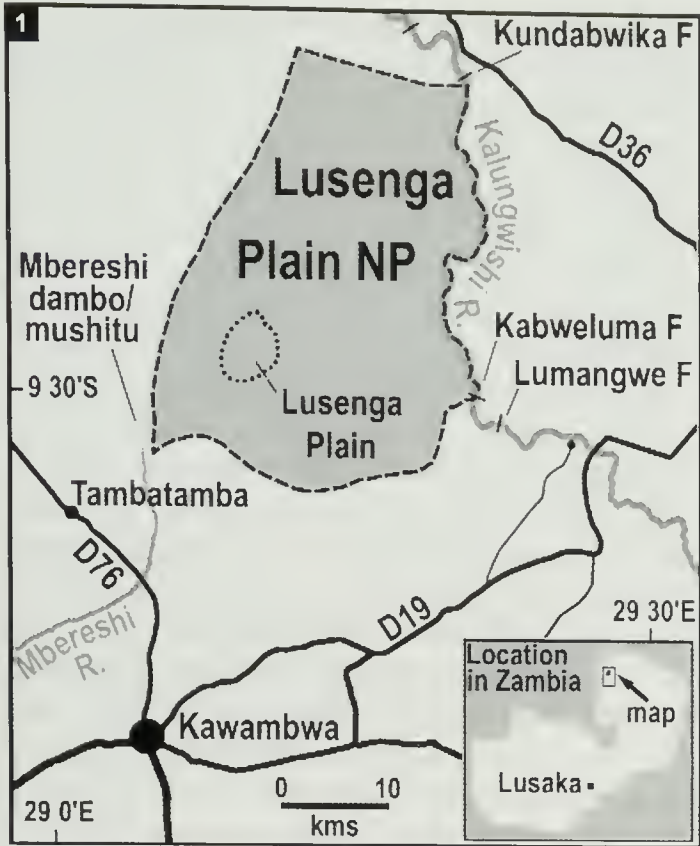 1
Kundabwika F
D36
Kalungwishi R.
Lusenga
Plain NP
Mbereshi
dambo/
mushitu
Kabweluma F
9 30'S
Lumangwe F
Lusenga
Plain
Tambatamba
D76
D19
29 30'E
Mbereshi
R.
Location
in Zambia
map
Kawambwa
Lusaka
0 10
kms
29 0'E